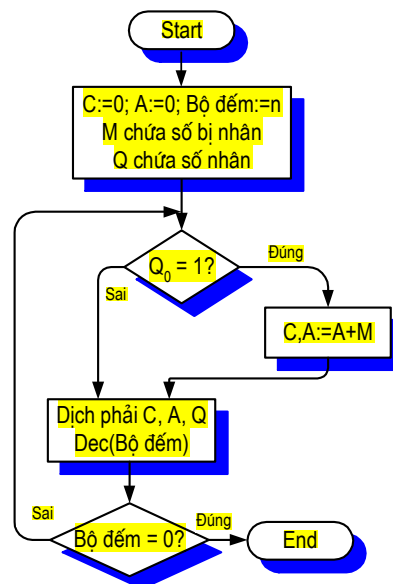 Start
C:=0; A:=0; Bộ đếm:=n
M chứa số bị nhân
Q chứa số nhân
Q0 = 1?
Đúng
Sai
C,A:=A+M
Dịch phải C, A, Q
Dec(Bộ đếm)
Bộ đếm = 0?
Sai
Đúng
End